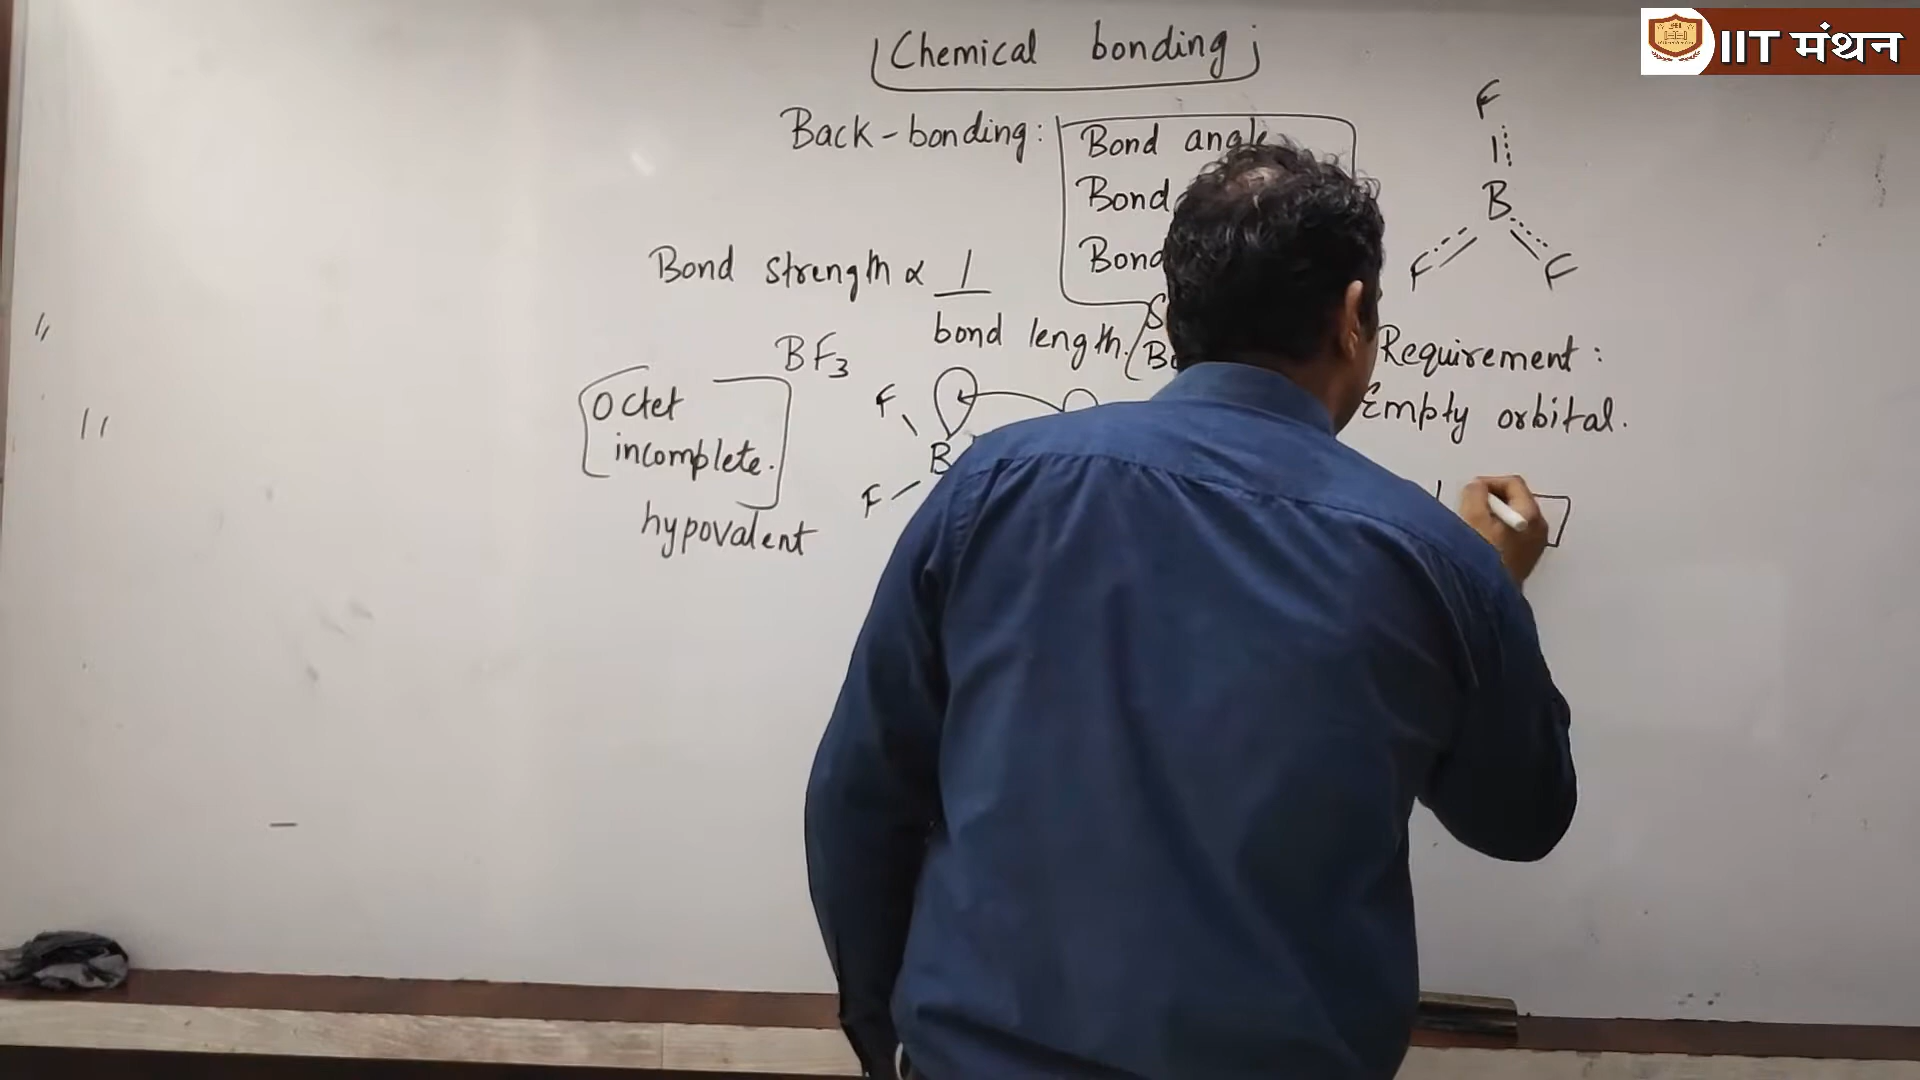 Chemical bonding
IIT मंथन
Back-bonding: Bond angle
Bond
Bond
Bond strength ∝ 1
bond length.
BF3
Octet
incomplete.
hypovalent
F
B
F
F
B
F F
Requirement:
Empty orbital.